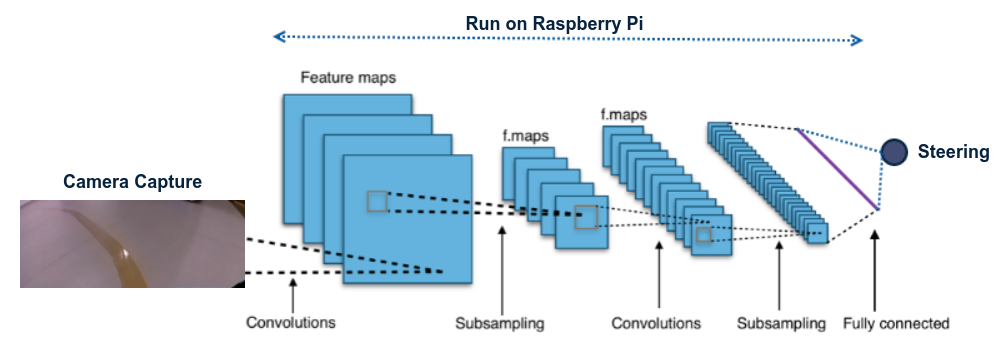 Run on Raspberry Pi
Feature maps
f.maps
f.maps
Camera Capture
Steering
Convolutions
Subsampling
Convolutions
Subsampling
Fully connected